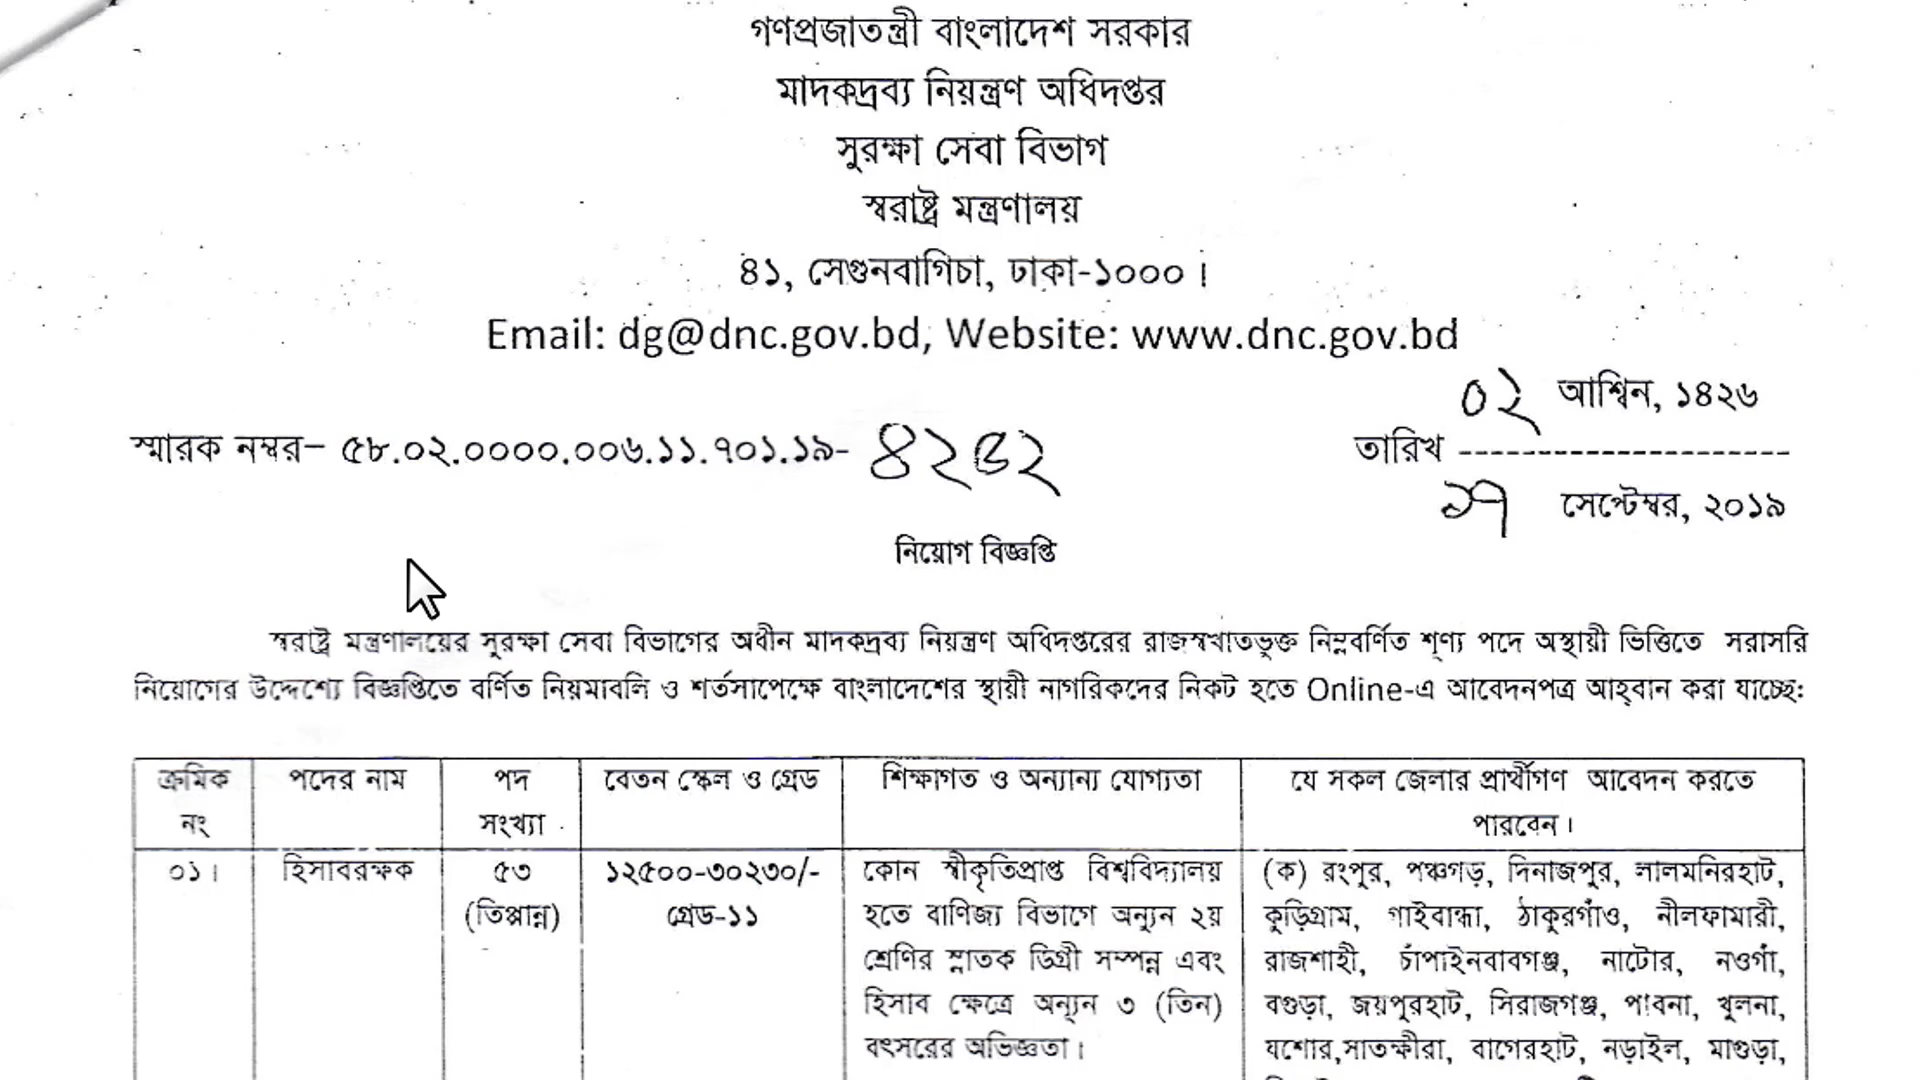 গণপ্রজাতন্ত্রী বাংলাদেশ সরকার
মাদকদ্রব্য নিয়ন্ত্রণ অধিদপ্তর
সুরক্ষা সেবা বিভাগ
স্বরাষ্ট্র মন্ত্রণালয়
৪১, সেগুনবাগিচা, ঢাকা-১০০০ ।
Email: dg@dnc.gov.bd, Website: www.dnc.gov.bd
০২ আশ্বিন, ১৪২৬
স্মারক নম্বর– ৫৮.০২.০০০০.০০৬.১১.৭০১.১৯-
তারিখ ----------------------
১৭ সেপ্টেম্বর, ২০১৯
নিয়োগ বিজ্ঞপ্তি
স্বরাষ্ট্র মন্ত্রণালয়ের সুরক্ষা সেবা বিভাগের অধীন মাদকদ্রব্য নিয়ন্ত্রণ অধিদপ্তরের রাজস্বখাতভুক্ত নিম্নবর্ণিত শূণ্য পদে অস্থায়ী ভিত্তিতে সরাসরি
নিয়োগের উদ্দেশ্যে বিজ্ঞপ্তিতে বর্ণিত নিয়মাবলি ও শর্তসাপেক্ষে বাংলাদেশের স্থায়ী নাগরিকদের নিকট হতে Online-এ আবেদনপত্র আহ্বান করা যাচ্ছে:
ক্রমিক নং
পদের নাম
পদ সংখ্যা
বেতন স্কেল ও গ্রেড
শিক্ষাগত ও অন্যান্য যোগ্যতা
যে সকল জেলার প্রার্থীগণ আবেদন করতে
পারবেন।
০১।
হিসাবরক্ষক
৫৩
(তিপ্পান্ন)
১২৫০০-৩০২৩০/-
গ্রেড-১১
কোন স্বীকৃতিপ্রাপ্ত বিশ্ববিদ্যালয়
হতে বাণিজ্য বিভাগে অন্যুন ২য়
শ্রেণির স্নাতক ডিগ্রী সম্পন্ন এবং
হিসাব ক্ষেত্রে অন্যূন ৩ (তিন)
বৎসরের অভিজ্ঞতা।
(ক) রংপুর, পঞ্চগড়, দিনাজপুর, লালমনিরহাট,
কুড়িগ্রাম, গাইবান্ধা, ঠাকুরগাঁও, নীলফামারী,
রাজশাহী, চাঁপাইনবাবগঞ্জ, নাটোর, নওগাঁ,
বগুড়া, জয়পুরহাট, সিরাজগঞ্জ, পাবনা, খুলনা,
যশোর,সাতক্ষীরা, বাগেরহাট, নড়াইল, মাগুড়া,